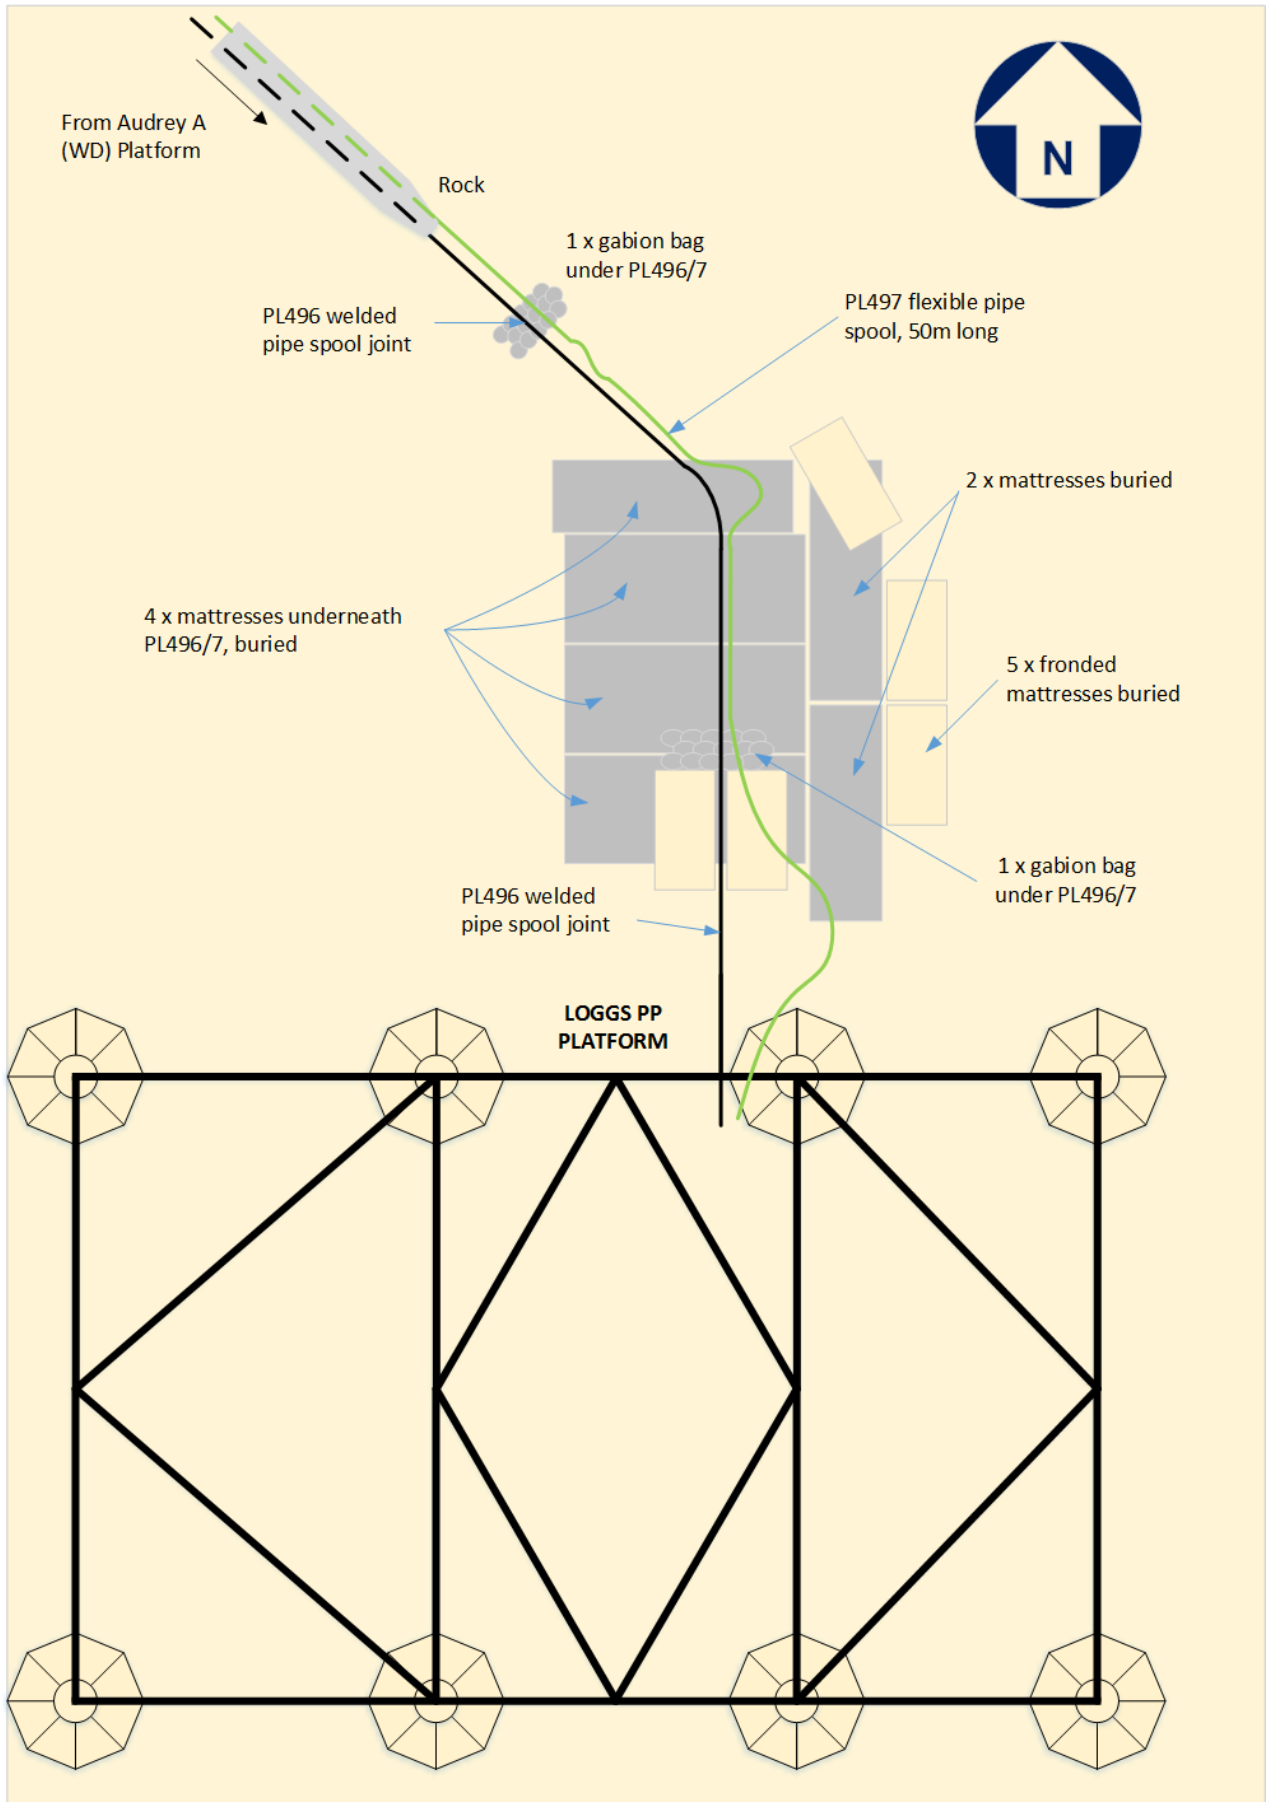 N
From Audrey A
(WD) Platform
Rock
1 x gabion bag
under PL496/7
PL496 welded
pipe spool joint
PL497 flexible pipe
spool, 50m long
2 x mattresses buried
4 x mattresses underneath
PL496/7, buried
5 x fronded
mattresses buried
1 x gabion bag
under PL496/7
PL496 welded
pipe spool joint
LOGGS PP
PLATFORM